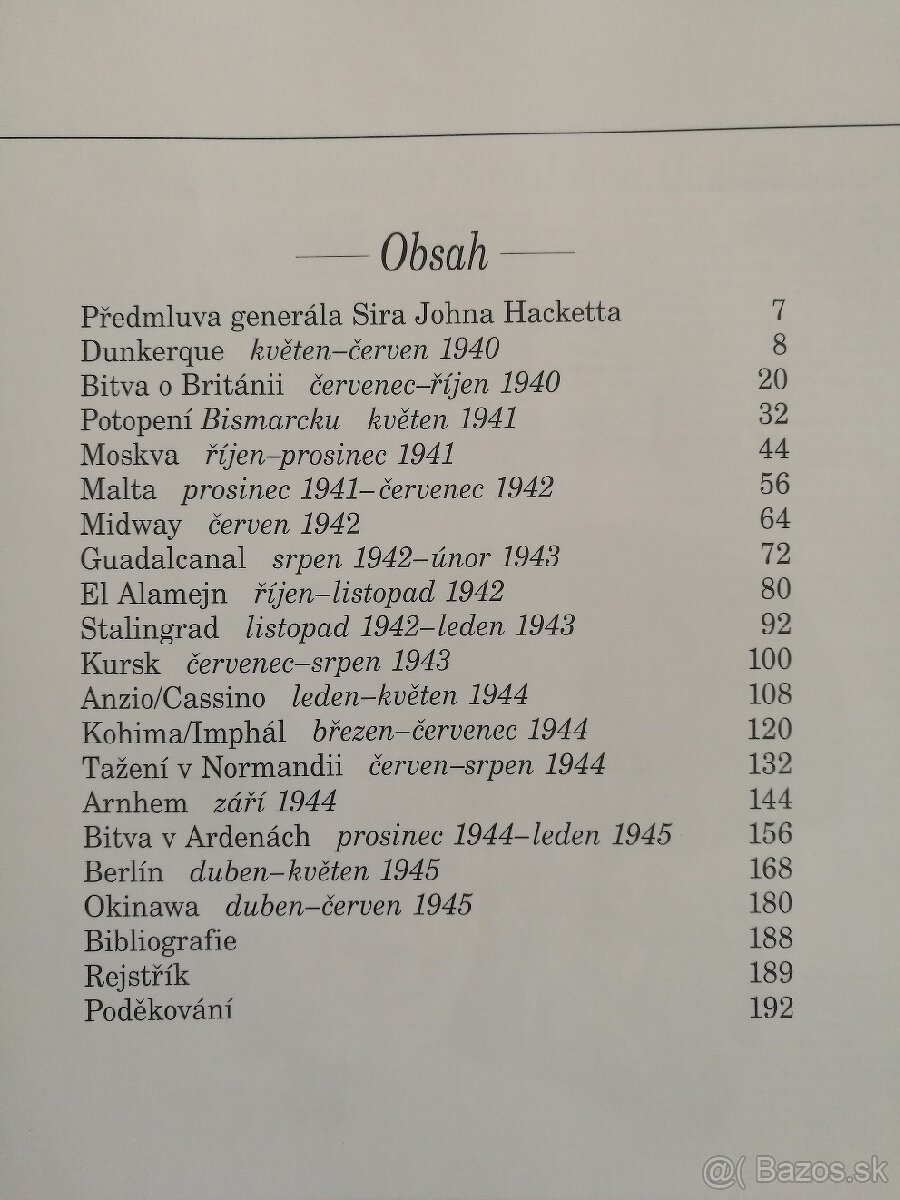 Obsah
Předmluva generála Sira Johna Hacketta 7
Dunkerque květen–červen 1940 8
Bitva o Británii červenec–říjen 1940 20
Potopení Bismarcku květen 1941 32
Moskva říjen–prosinec 1941 44
Malta prosinec 1941–červenec 1942 56
Midway červen 1942 64
Guadalcanal srpen 1942–únor 1943 72
El Alamejn říjen–listopad 1942 80
Stalingrad listopad 1942–leden 1943 92
Kursk červenec–srpen 1943 100
Anzio/Cassino leden–květen 1944 108
Kohima/Imphál březen–červenec 1944 120
Tažení v Normandii červen–srpen 1944 132
Arnhem září 1944 144
Bitva v Ardenách prosinec 1944–leden 1945 156
Berlín duben–květen 1945 168
Okinawa duben–červen 1945 180
Bibliografie 188
Rejstřík 189
Poděkování 192
@( Bazos.sk